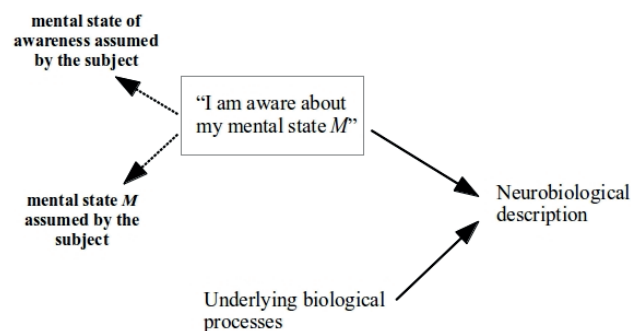 mental state of
awareness assumed
by the subject
“I am aware about
my mental state M”
mental state M
assumed by the
subject
Neurobiological
description
Underlying biological
processes